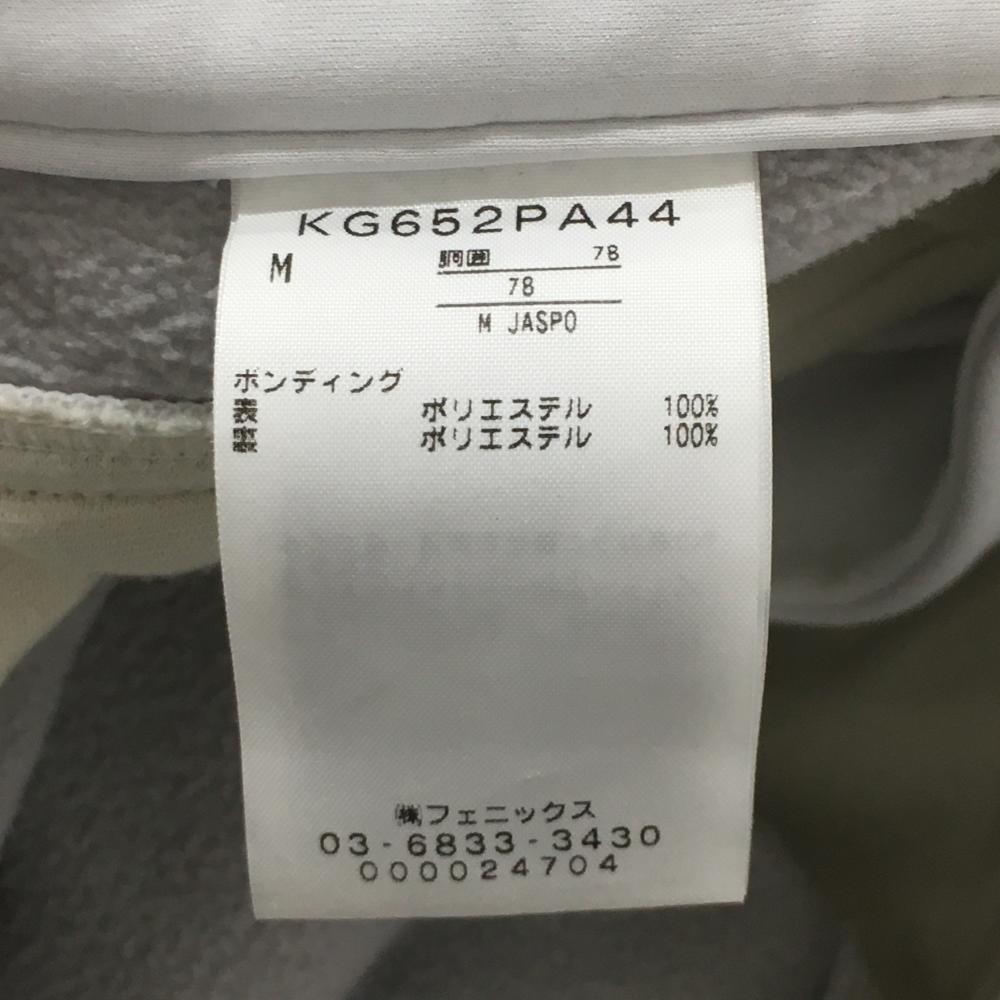 KG652PA44
M 胴囲 78
78
M JASPO
ボンディング
表 ポリエステル 100%
裏 ポリエステル 100%
㈱フェニックス
03-6833-3430
000024704